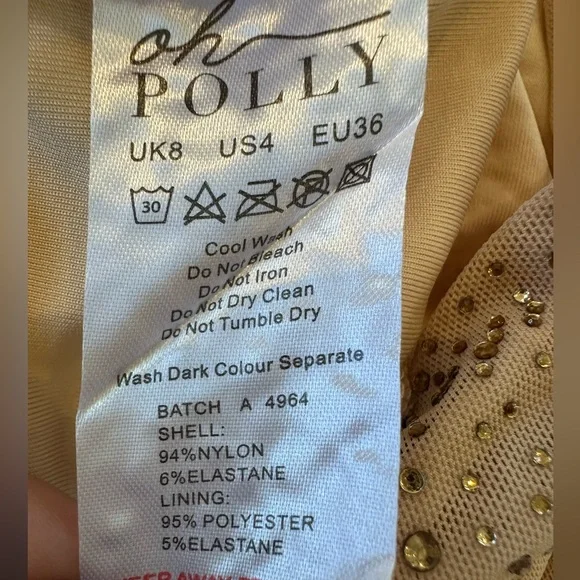 oh
POLLY
UK8 US4 EU36
30
Cool Wash
Do Not Bleach
Do Not Iron
Do Not Dry Clean
Do Not Tumble Dry
Wash Dark Colour Separate
BATCH A 4964
SHELL:
94%NYLON
6%ELASTANE
LINING:
95% POLYESTER
5%ELASTANE
AWAY